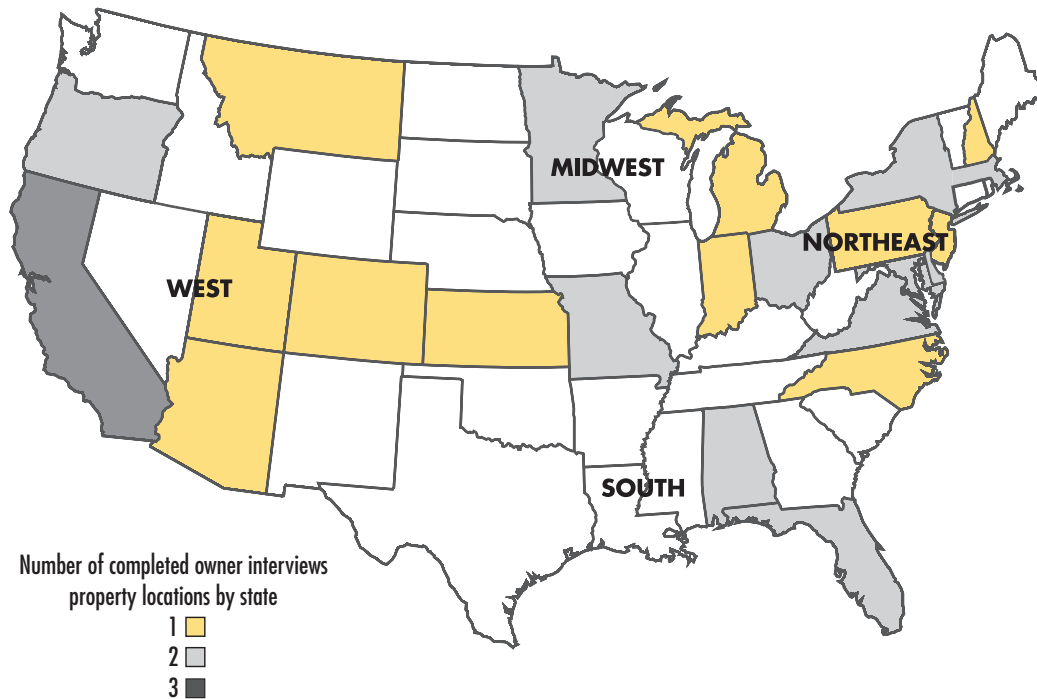 MIDWEST
NORTHEAST
WEST
SOUTH
Number of completed owner interviews
property locations by state
1
2
3